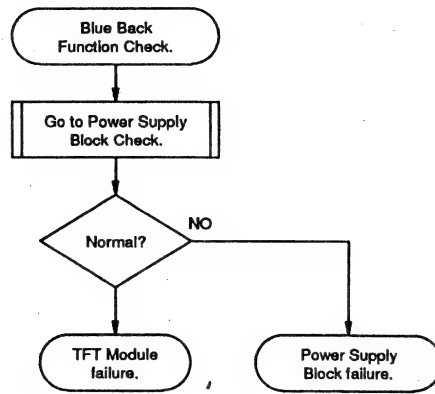 Blue Back
Function Check.
Go to Power Supply
Block Check.
Normal?
NO
TFT Module
failure.
Power Supply
Block failure.